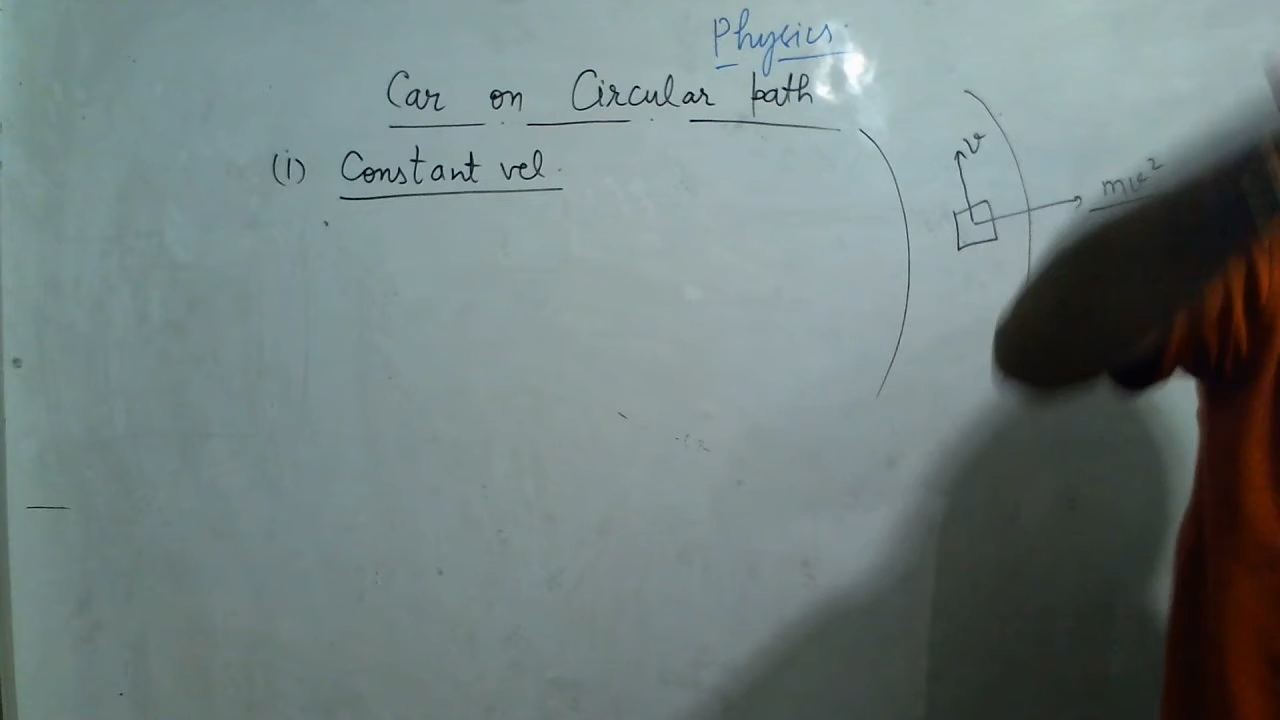 Physics
Car on Circular path
(i) Constant vel.
v
mv²